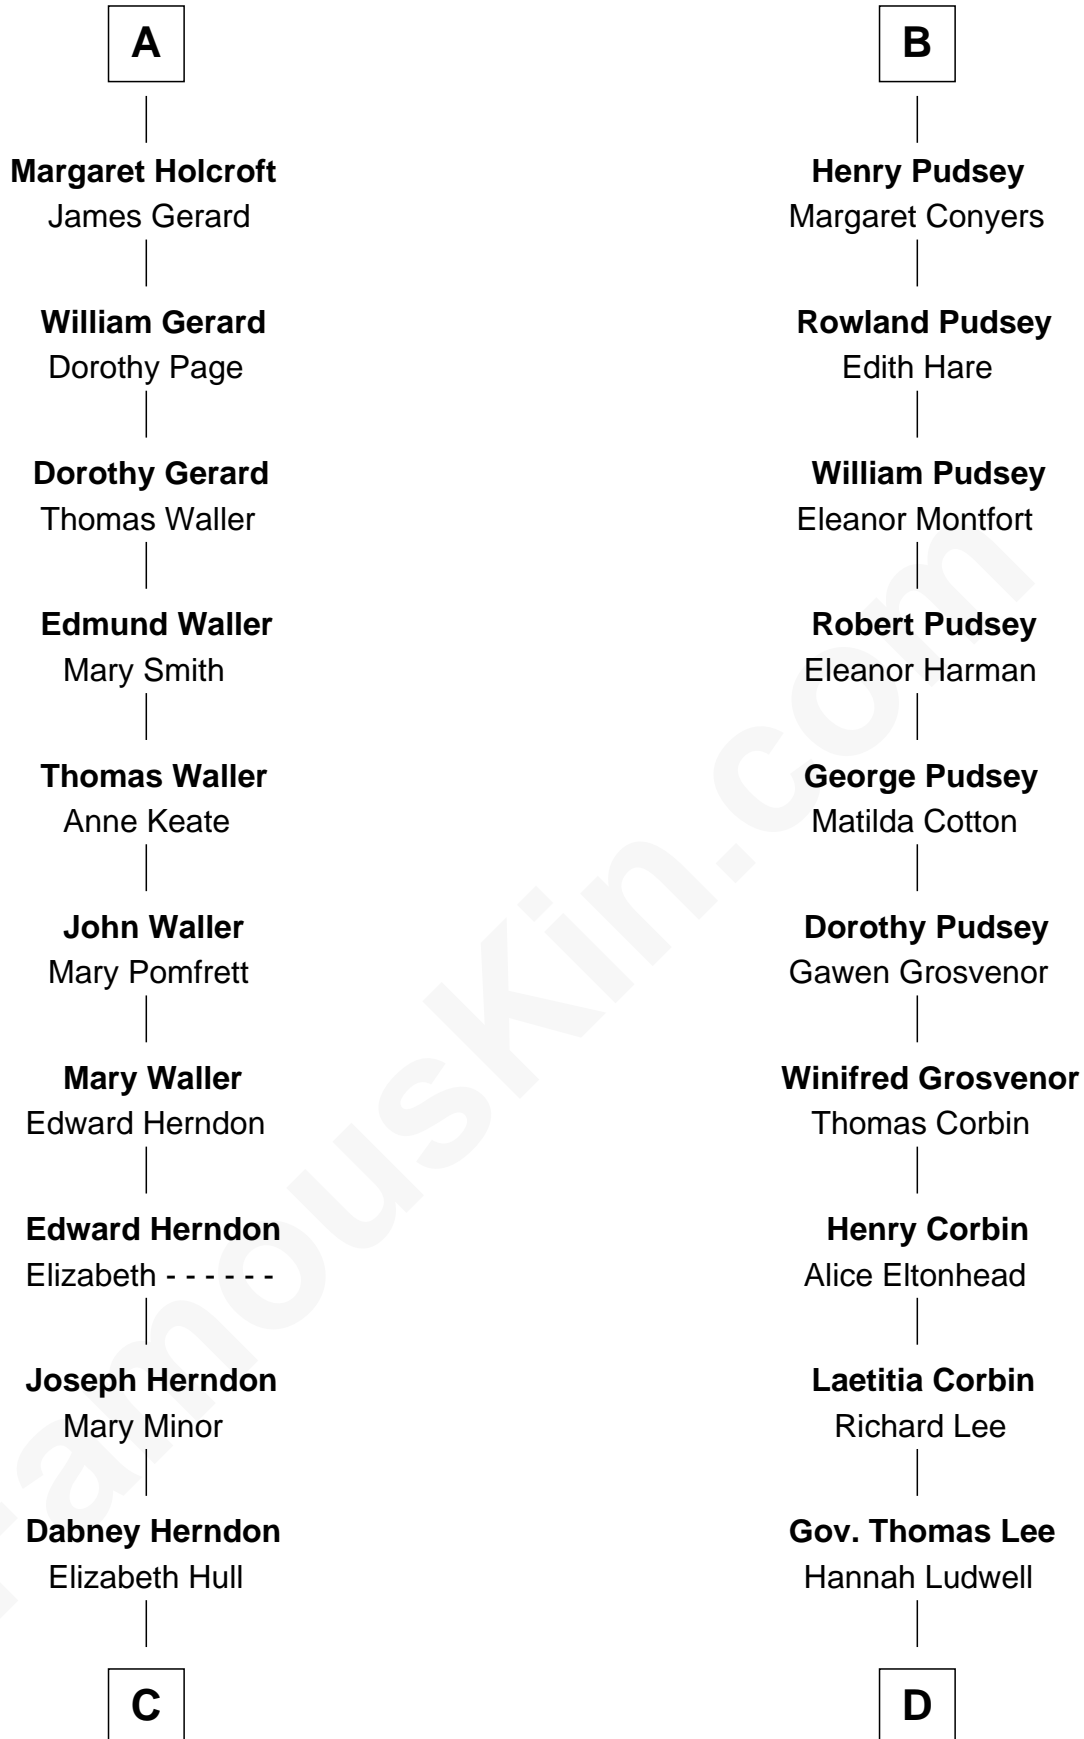 A
Margaret Holcroft
James Gerard
William Gerard
Dorothy Page
Dorothy Gerard
Thomas Waller
Edmund Waller
Mary Smith
Thomas Waller
Anne Keate
John Waller
Mary Pomfrett
Mary Waller
Edward Herndon
Edward Herndon
Elizabeth - - - - - -
Joseph Herndon
Mary Minor
Dabney Herndon
Elizabeth Hull
C
B
Henry Pudsey
Margaret Conyers
Rowland Pudsey
Edith Hare
William Pudsey
Eleanor Montfort
Robert Pudsey
Eleanor Harman
George Pudsey
Matilda Cotton
Dorothy Pudsey
Gawen Grosvenor
Winifred Grosvenor
Thomas Corbin
Henry Corbin
Alice Eltonhead
Laetitia Corbin
Richard Lee
Gov. Thomas Lee
Hannah Ludwell
D
FamousKin.com